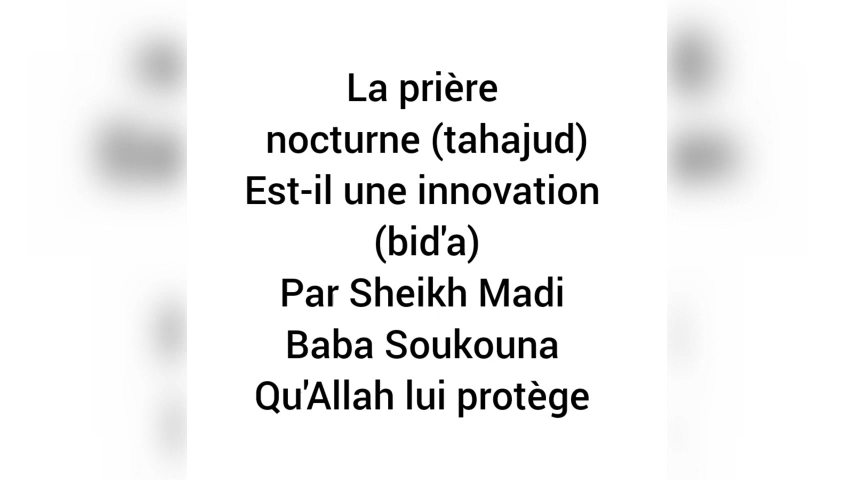 La prière
nocturne (tahajud)
Est-il une innovation
(bid'a)
Par Sheikh Madi
Baba Soukouna
Qu'Allah lui protège